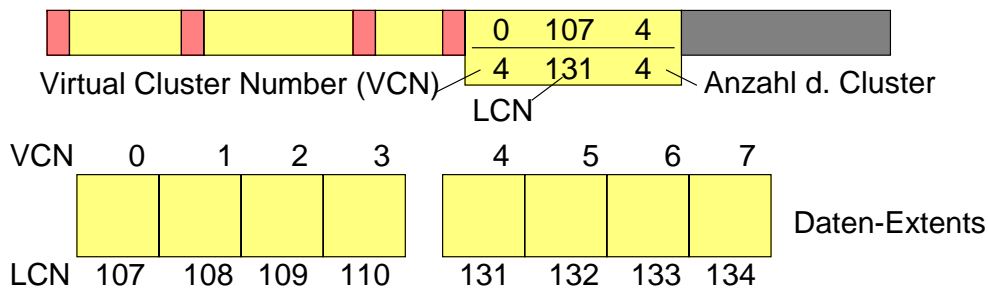 0 107 4
4 131 4
Virtual Cluster Number (VCN)
Anzahl d. Cluster
LCN
VCN 0 1 2 3 4 5 6 7
Daten-Extents
LCN 107 108 109 110 131 132 133 134